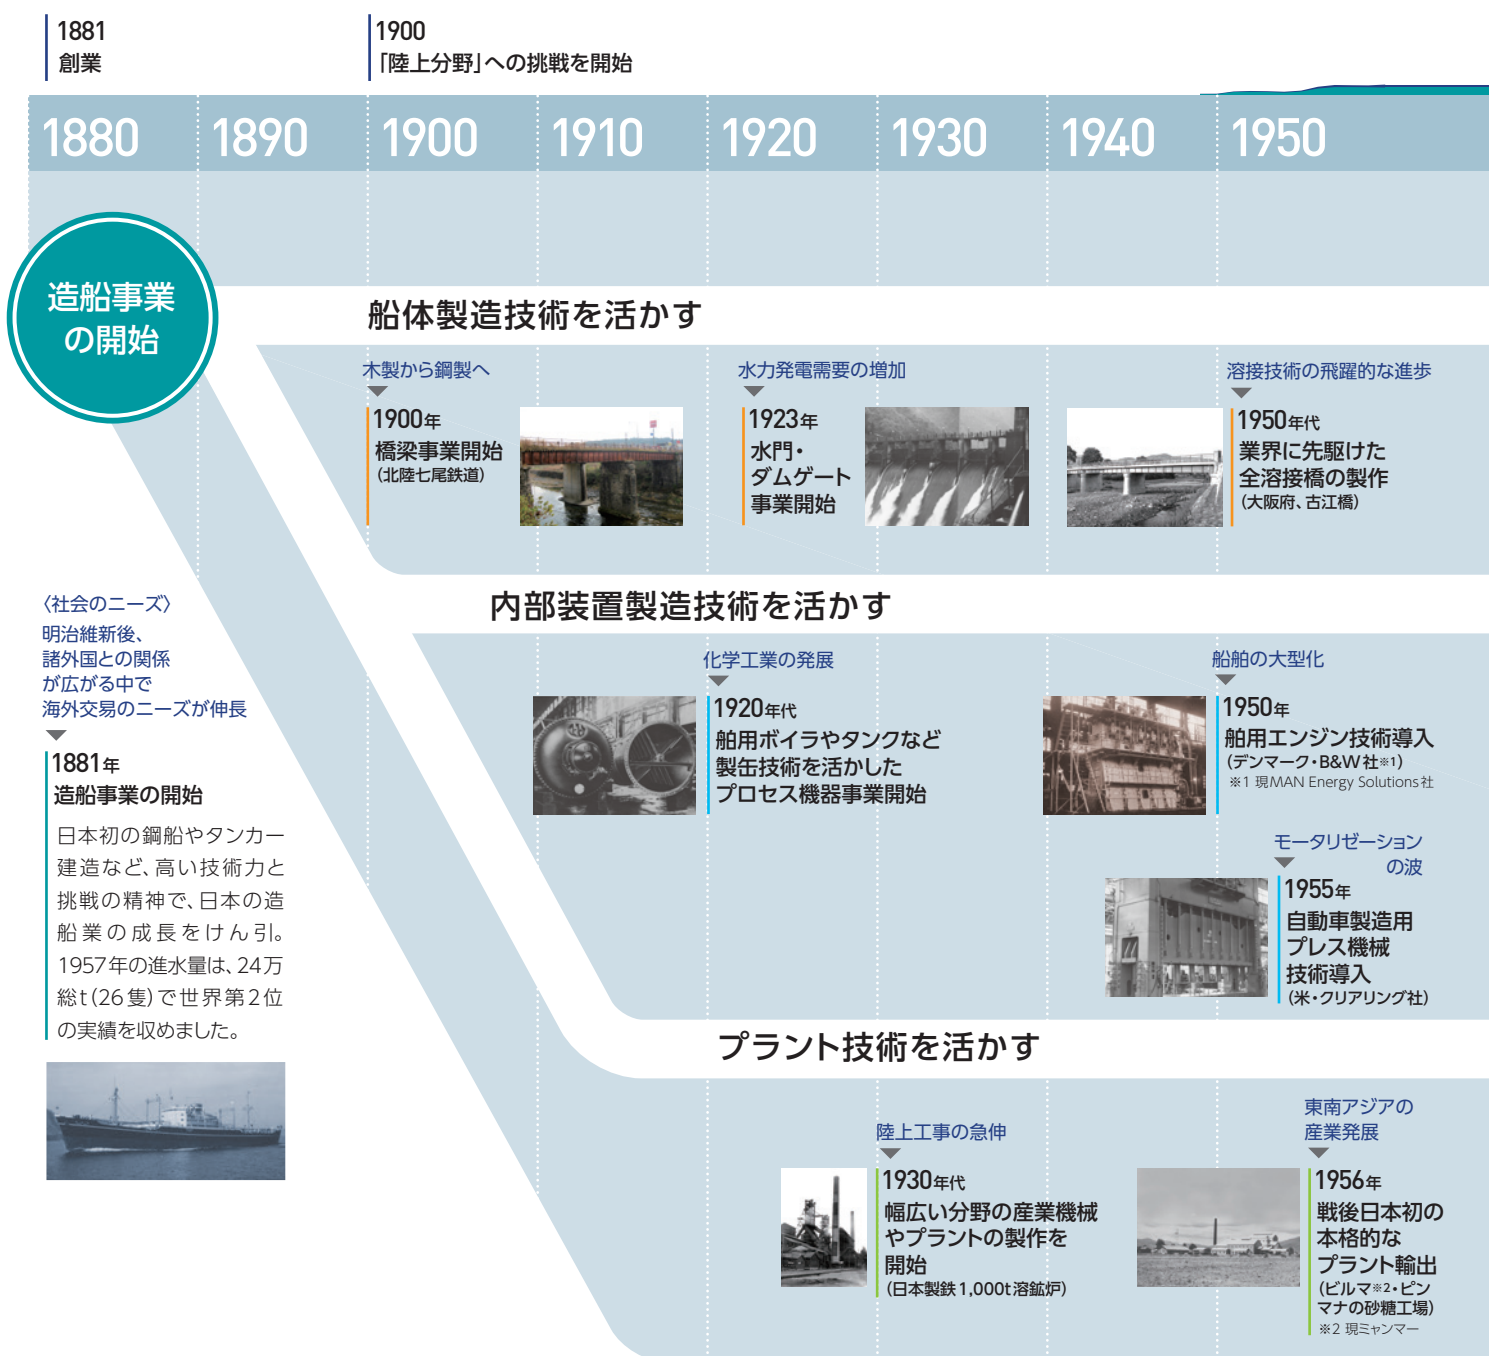 1881
創業
1900
「陸上分野」への挑戦を開始
1880
1890
1900
1910
1920
1930
1940
1950
造船事業
の開始
船体製造技術を活かす
木製から鋼製へ
1900年
橋梁事業開始
(北陸七尾鉄道)
水力発電需要の増加
1923年
水門・
ダムゲート
事業開始
溶接技術の飛躍的な進歩
1950年代
業界に先駆けた
全溶接橋の製作
(大阪府、古江橋)
内部装置製造技術を活かす
〈社会のニーズ〉
明治維新後、
諸外国との関係
が広がる中で
海外交易のニーズが伸長
1881年
造船事業の開始
日本初の鋼船やタンカー
建造など、高い技術力と
挑戦の精神で、日本の造
船業の成長をけん引。
1957年の進水量は、24万
総t(26隻)で世界第2位
の実績を収めました。
化学工業の発展
1920年代
舶用ボイラやタンクなど
製缶技術を活かした
プロセス機器事業開始
船舶の大型化
1950年
舶用エンジン技術導入
(デンマーク・B&W社※1)
※1 現MAN Energy Solutions社
モータリゼーション
の波
1955年
自動車製造用
プレス機械
技術導入
(米・クリアリング社)
プラント技術を活かす
陸上工事の急伸
1930年代
幅広い分野の産業機械
やプラントの製作を
開始
(日本製鉄1,000t溶鉱炉)
東南アジアの
産業発展
1956年
戦後日本初の
本格的な
プラント輸出
(ビルマ※2・ピン
マナの砂糖工場)
※2 現ミャンマー